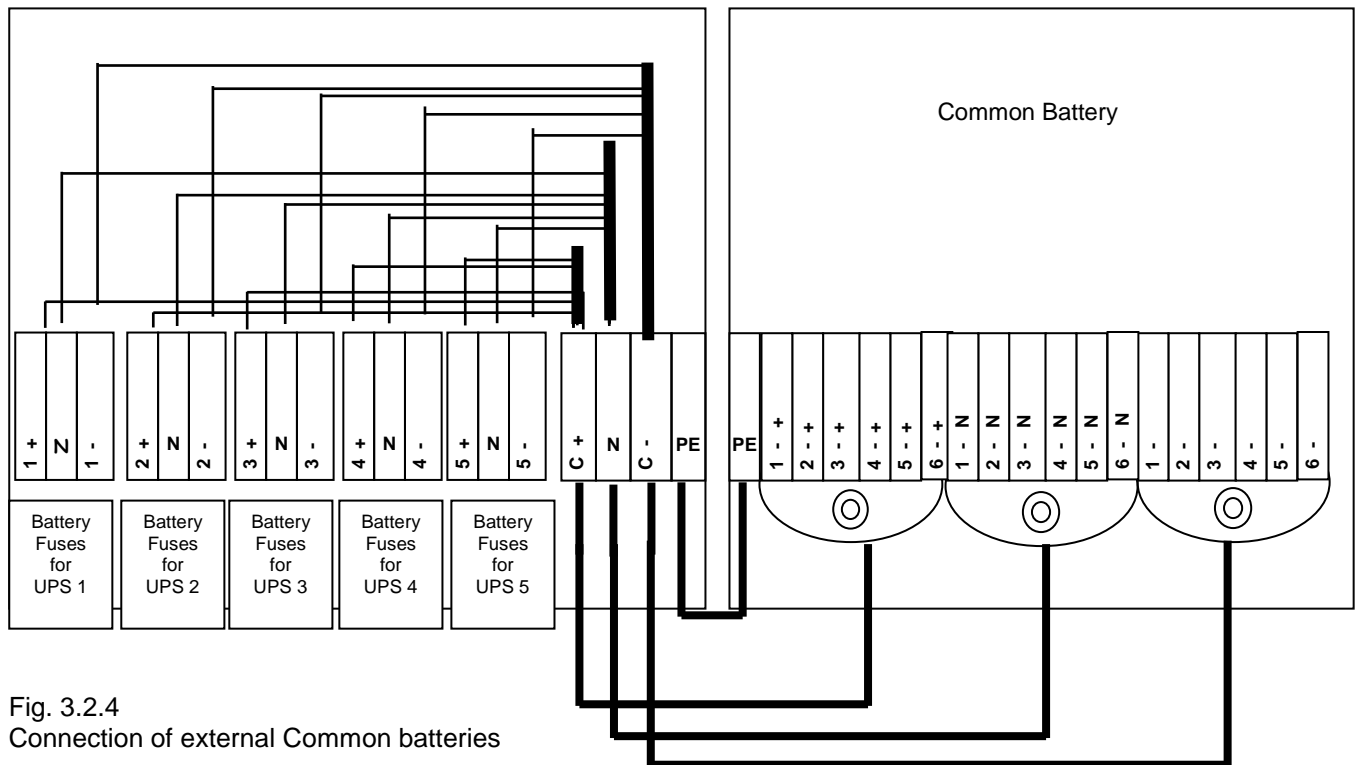 Common Battery
1 + N 1 -
2 + N 2 -
3 + N 3 -
4 + N 4 -
5 + N 5 -
C + N C - PE
PE 1 - + 2 - + 3 - + 4 - + 5 - + 6 - + 1 - N 2 - N 3 - N 4 - N 5 - N 6 - N 1 - 2 - 3 - 4 - 5 - 6 -
Battery
Fuses
for
UPS 1
Battery
Fuses
for
UPS 2
Battery
Fuses
for
UPS 3
Battery
Fuses
for
UPS 4
Battery
Fuses
for
UPS 5
Fig. 3.2.4
Connection of external Common batteries